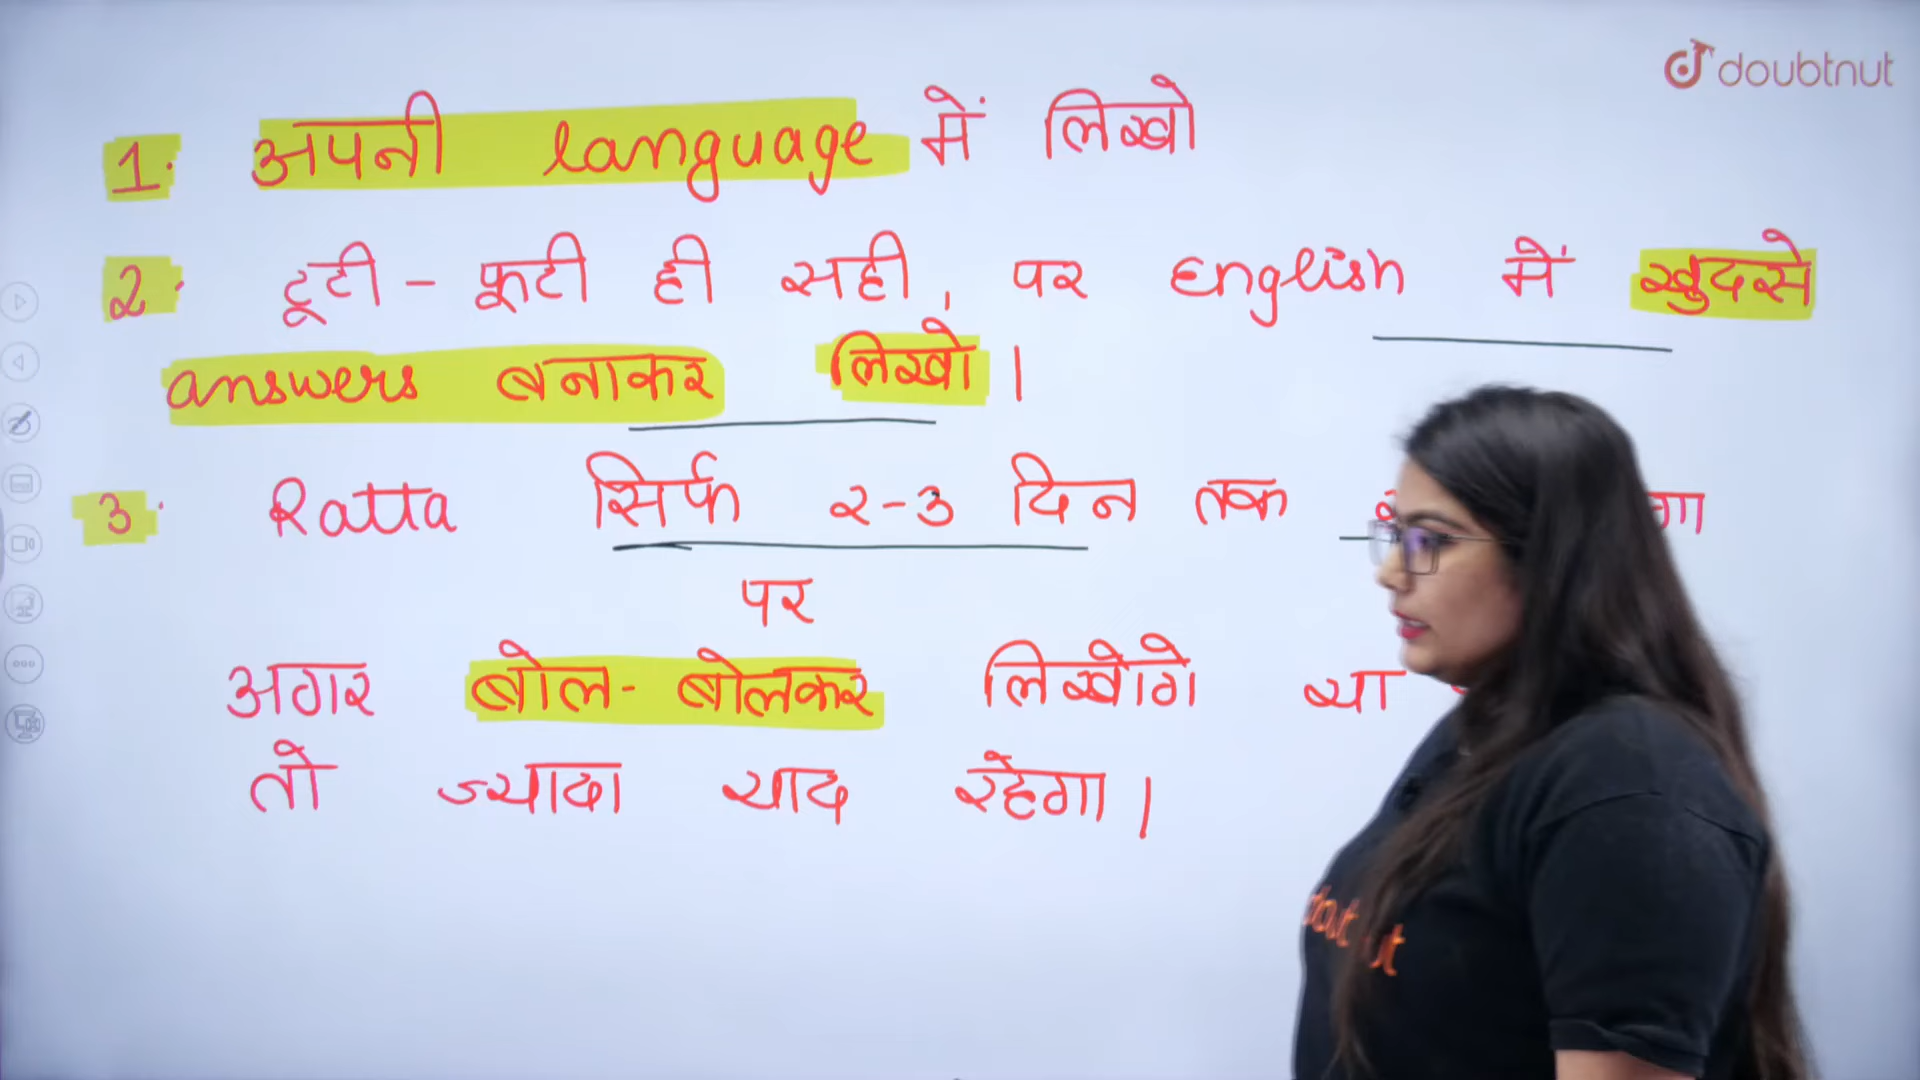 doubtnut
1. अपनी language में लिखो
2. टूटी - फूटी ही सही, पर English में खुदसे
answers बनाकर लिखो।
3. Ratta सिर्फ 2-3 दिन तक
पर
अगर बोल- बोलकर लिखोगे या
तो ज्यादा याद रहेगा।